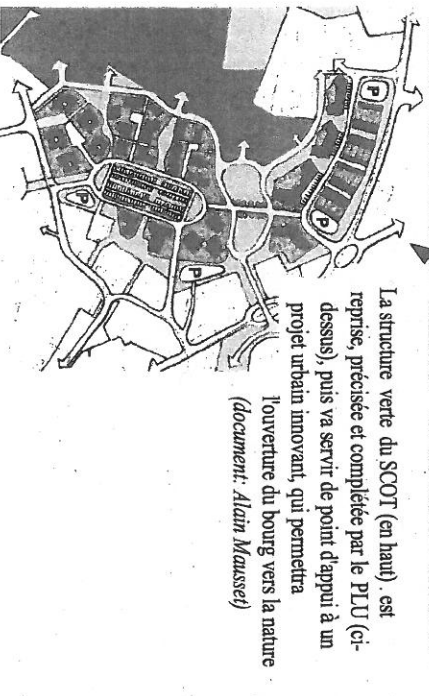 La structure verte du SCOT (en haut) . est
reprise, précisée et complétée par le PLU (ci-
dessus), puis va servir de point d'appui à un
projet urbain innovant, qui permettra
l'ouverture du bourg vers la nature
(document: Alain Mausset)
P
P
P
P